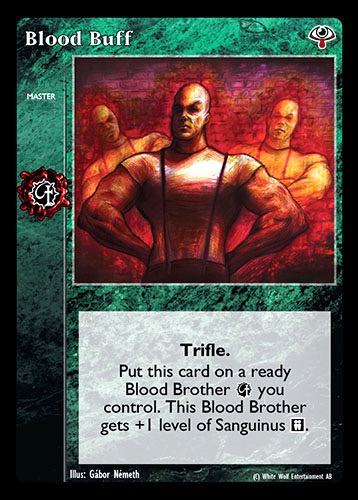 Blood Buff
MASTER
Trifle.
Put this card on a ready
Blood Brother you
control. This Blood Brother
gets +1 level of Sanguinus .
Illus: Gábor Németh
(C) White Wolf Entertainment AB